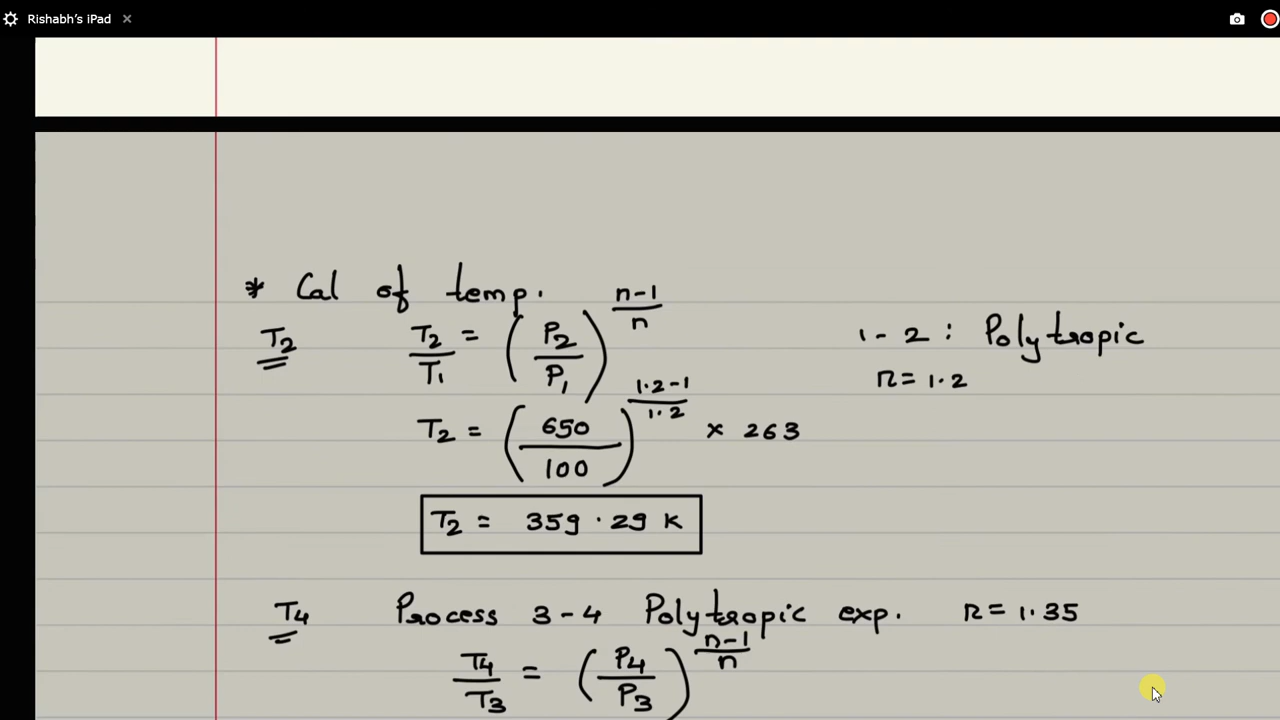 Rishabh's iPad ×
* Cal of temp.
T2 T2/T1 = (P2/P1)^(n-1)/n 1-2 : Polytropic
n = 1.2
T2 = (650/100)^(1.2-1)/1.2 × 263
T2 = 359.29 K
T4 Process 3-4 Polytropic exp. n = 1.35
T4/T3 = (P4/P3)^(n-1)/n